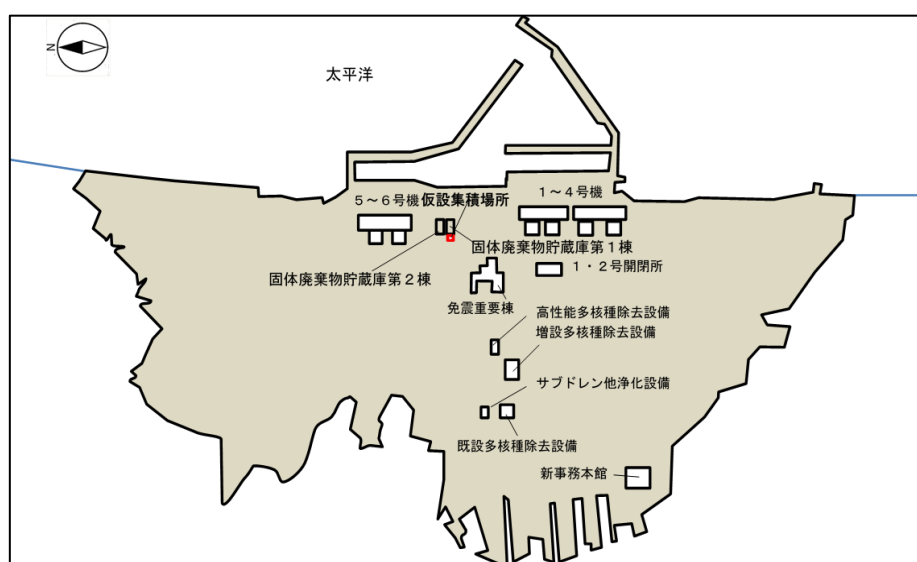 N
太平洋
１～４号機
５～６号機
仮設集積場所
固体廃棄物貯蔵庫第１棟
固体廃棄物貯蔵庫第２棟
１・２号開閉所
免震重要棟
高性能多核種除去設備
増設多核種除去設備
サブドレン他浄化設備
既設多核種除去設備
新事務本館